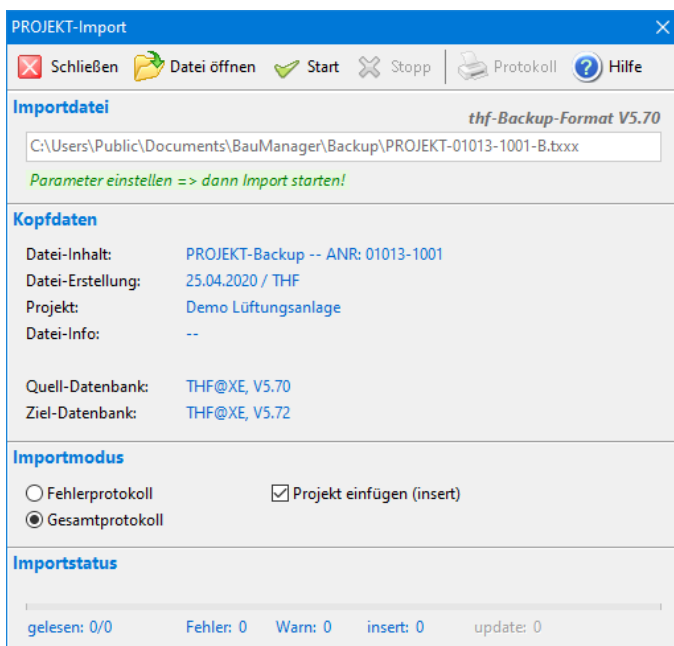 PROJEKT-Import
Schließen Datei öffnen Start Stopp Protokoll Hilfe
Importdatei
thf-Backup-Format V5.70
C:\Users\Public\Documents\BauManager\Backup\PROJEKT-01013-1001-B.txxx
Parameter einstellen => dann Import starten!
Kopfdaten
Datei-Inhalt: PROJEKT-Backup -- ANR: 01013-1001
Datei-Erstellung: 25.04.2020 / THF
Projekt: Demo Lüftungsanlage
Datei-Info: --
Quell-Datenbank: THF@XE, V5.70
Ziel-Datenbank: THF@XE, V5.72
Importmodus
Fehlerprotokoll Projekt einfügen (insert)
Gesamtprotokoll
Importstatus
gelesen: 0/0 Fehler: 0 Warn: 0 insert: 0 update: 0